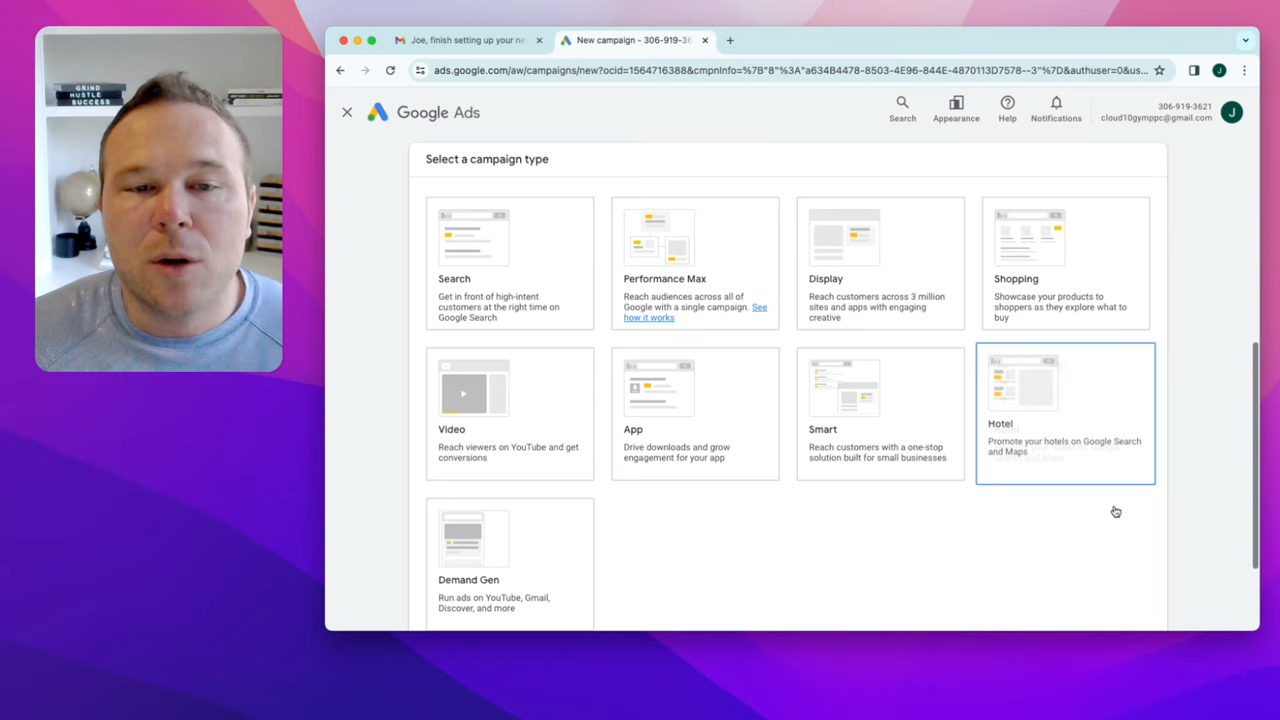 GRIND
HUSTLE
SUCCESS
Joe, finish setting up your ne
New campaign - 306-919-36
ads.google.com/aw/campaigns/new?ocid=1564716388&cmpnInfo=%7B"8"%3A"a634B4478-8503-4E96-844E-4870113D7578--3"%7D&authuser=0&us...
Google Ads
Search
Appearance
Help
Notifications
306-919-3621
cloud10gymppc@gmail.com
J
J
Select a campaign type
Search
Get in front of high-intent
customers at the right time on
Google Search
Performance Max
Reach audiences across all of
Google with a single campaign. See
how it works
Display
Reach customers across 3 million
sites and apps with engaging
creative
Shopping
Showcase your products to
shoppers as they explore what to
buy
Video
Reach viewers on YouTube and get
conversions
App
Drive downloads and grow
engagement for your app
Smart
Reach customers with a one-stop
solution built for small businesses
Hotel
Promote your hotels on Google Search
and Maps
Demand Gen
Run ads on YouTube, Gmail,
Discover, and more